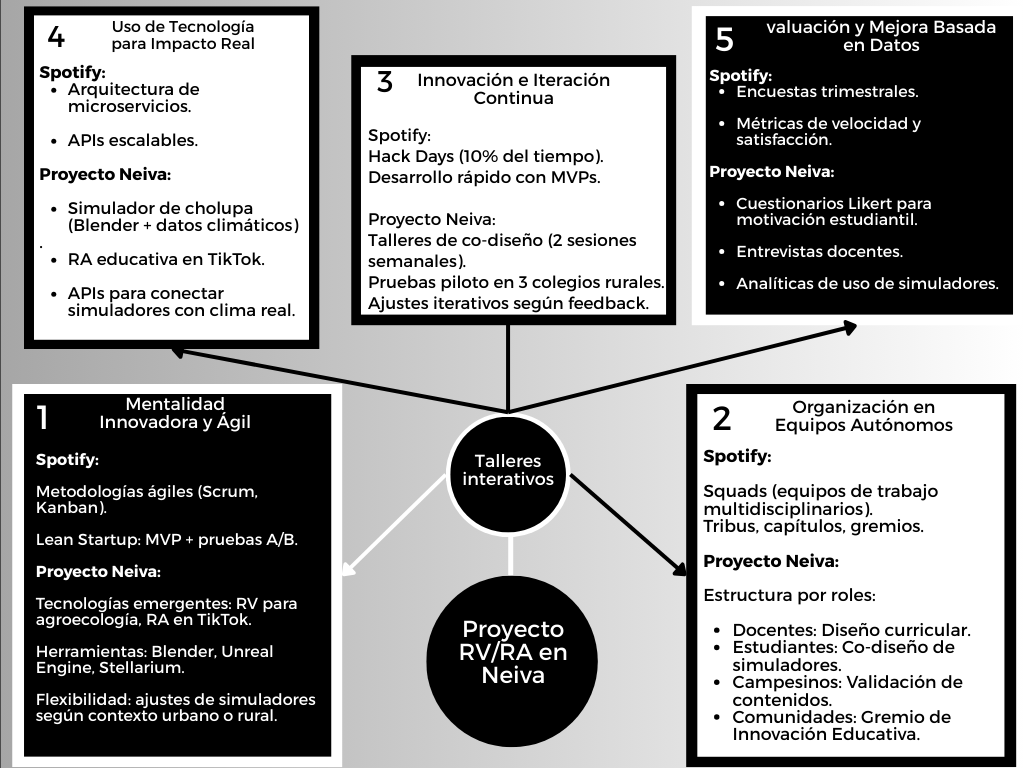 4
Uso de Tecnología
para Impacto Real
Spotify:
• Arquitectura de
microservicios.
• APIs escalables.
Proyecto Neiva:
• Simulador de cholupa
(Blender + datos climáticos)
.
• RA educativa en TikTok.
• APIs para conectar
simuladores con clima real.
3
Innovación e Iteración
Continua
Spotify:
Hack Days (10% del tiempo).
Desarrollo rápido con MVPs.
Proyecto Neiva:
Talleres de co-diseño (2 sesiones
semanales).
Pruebas piloto en 3 colegios rurales.
Ajustes iterativos según feedback.
5
valuación y Mejora Basada
en Datos
Spotify:
• Encuestas trimestrales.
• Métricas de velocidad y
satisfacción.
Proyecto Neiva:
• Cuestionarios Likert para
motivación estudiantil.
• Entrevistas docentes.
• Analíticas de uso de simuladores.
1
Mentalidad
Innovadora y Ágil
Spotify:
Metodologías ágiles (Scrum,
Kanban).
Lean Startup: MVP + pruebas A/B.
Proyecto Neiva:
Tecnologías emergentes: RV para
agroecología, RA en TikTok.
Herramientas: Blender, Unreal
Engine, Stellarium.
Flexibilidad: ajustes de simuladores
según contexto urbano o rural.
Talleres
interativos
Proyecto
RV/RA en
Neiva
2
Organización en
Equipos Autónomos
Spotify:
Squads (equipos de trabajo
multidisciplinarios).
Tribus, capítulos, gremios.
Proyecto Neiva:
Estructura por roles:
• Docentes: Diseño curricular.
• Estudiantes: Co-diseño de
simuladores.
• Campesinos: Validación de
contenidos.
• Comunidades: Gremio de
Innovación Educativa.